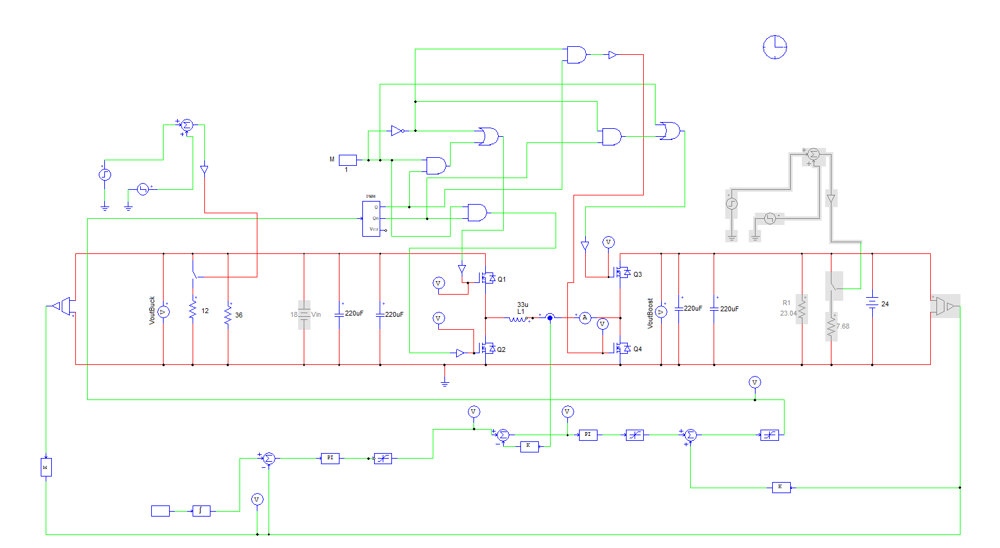 M
1
PWM
Q
Qn
Vcr
V
Q1
Q3
V
VoutBuck
V
12
36
18
Vin
220uF
220uF
V
33u
L1
A
V
VoutBoost
V
220uF
220uF
R1
23.04
7.68
24
Q2
Q4
V
V
V
K
PI
K
PI
K
V
K